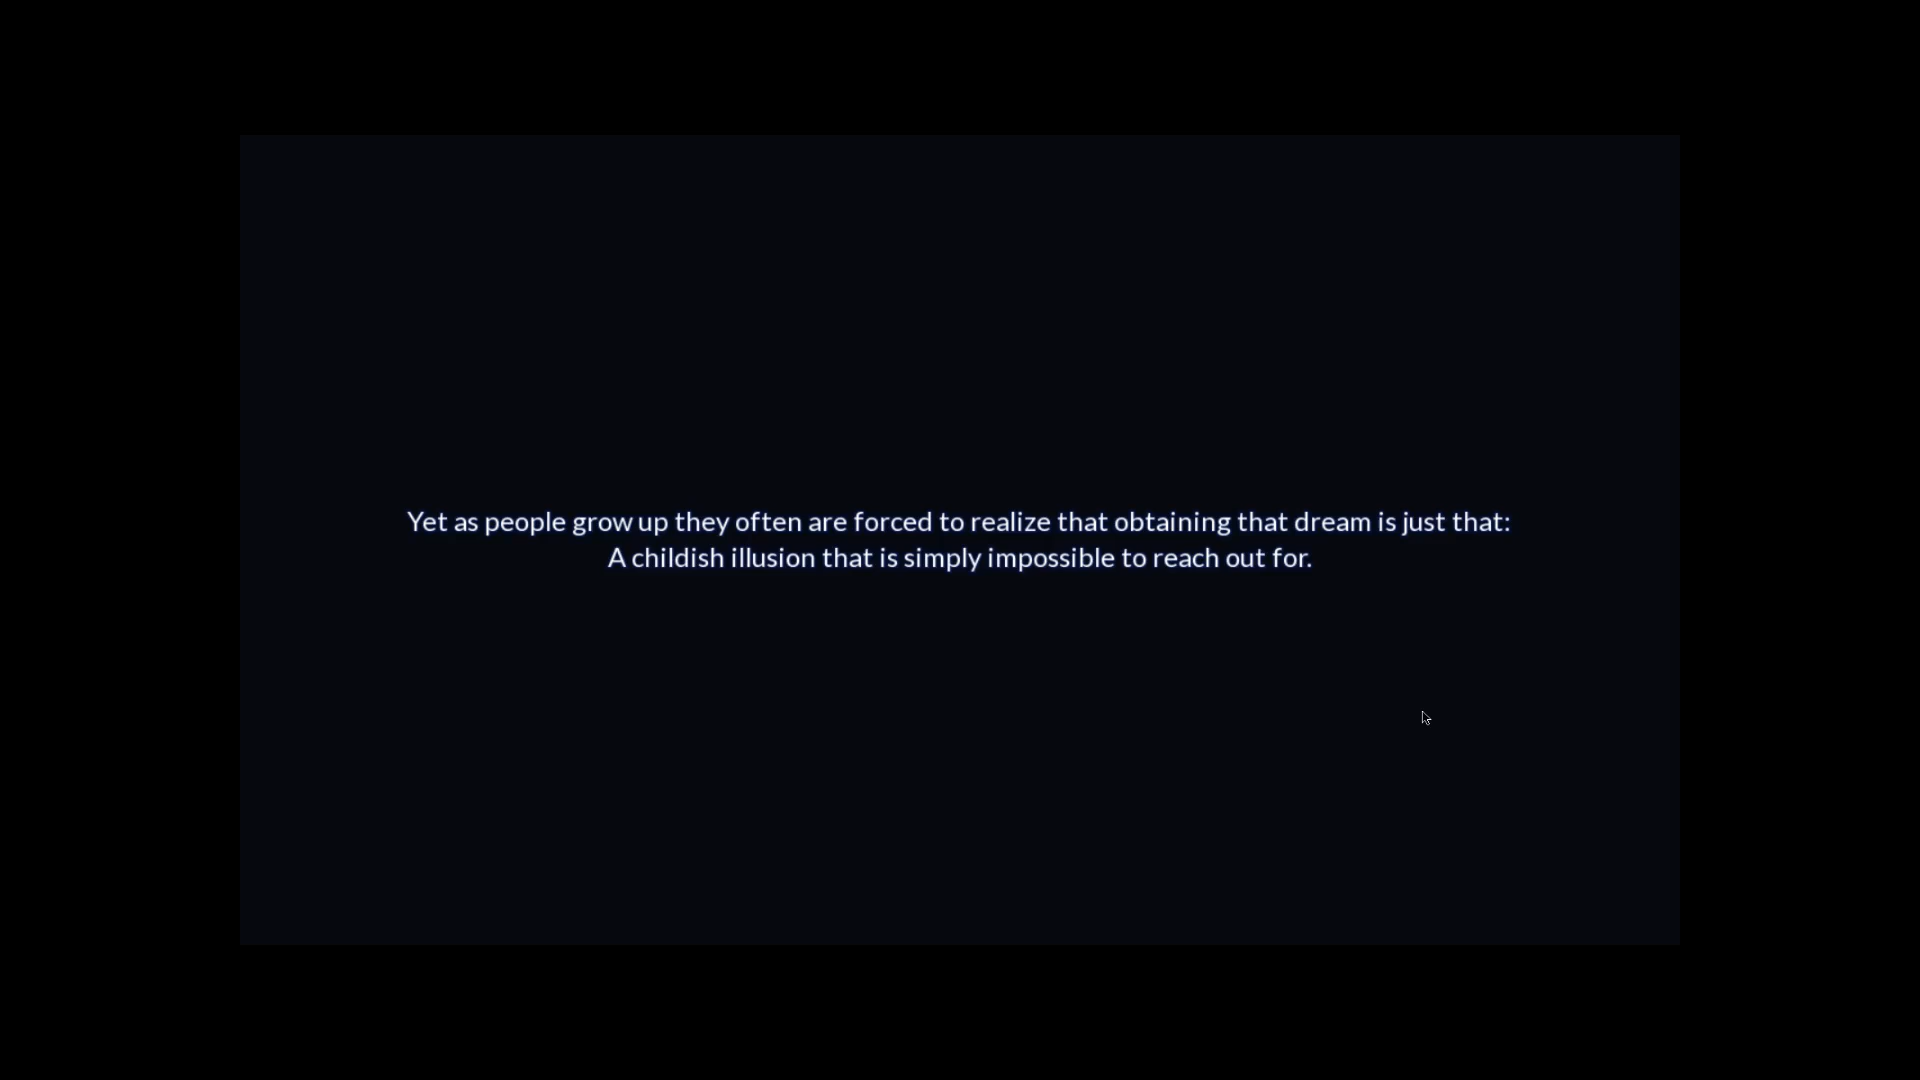 Yet as people grow up they often are forced to realize that obtaining that dream is just that:
A childish illusion that is simply impossible to reach out for.